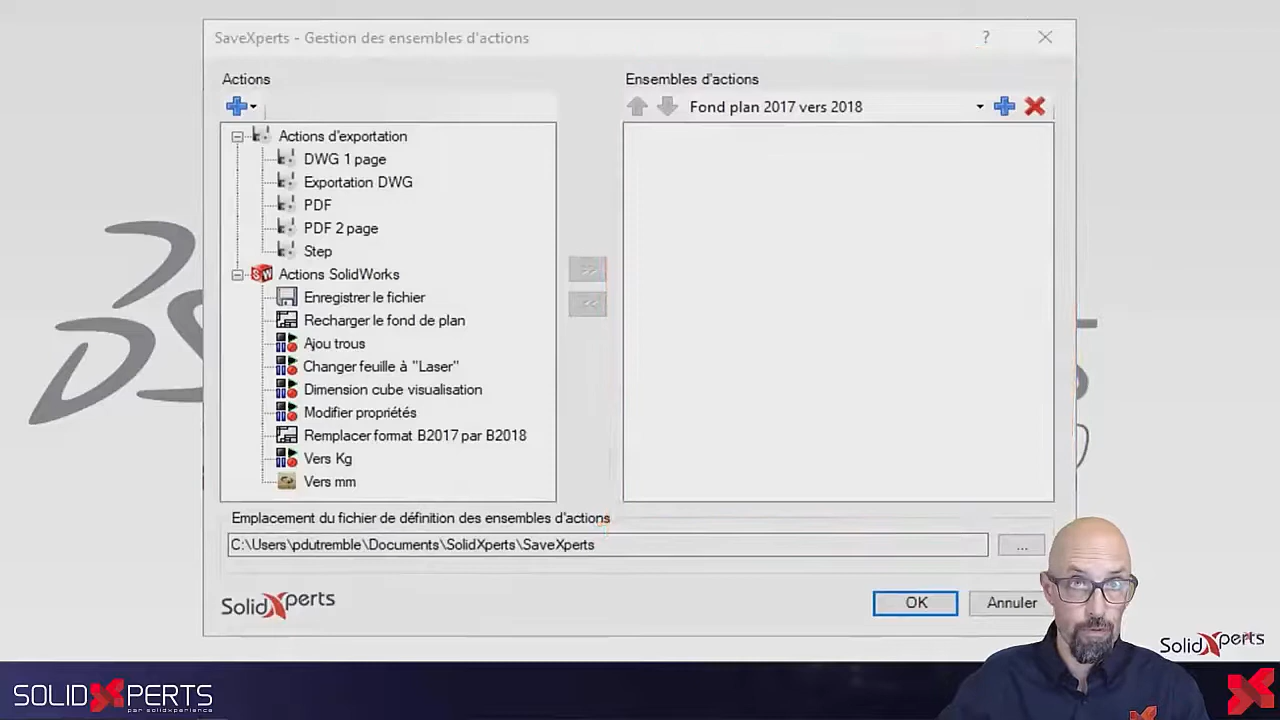 SaveXperts - Gestion des ensembles d'actions
?
Actions
Ensembles d'actions
Fond plan 2017 vers 2018
Actions d'exportation
DWG 1 page
Exportation DWG
PDF
PDF 2 page
Step
Actions SolidWorks
Enregistrer le fichier
Recharger le fond de plan
Ajou trous
Changer feuille à "Laser"
Dimension cube visualisation
Modifier propriétés
Remplacer format B2017 par B2018
Vers Kg
Vers mm
>>
<<
Emplacement du fichier de définition des ensembles d'actions
C:\Users\pdutremble\Documents\SolidXperts\SaveXperts
...
SolidXperts
OK
Annuler
SolidXperts
SOLIDXPERTS
par solidxperience